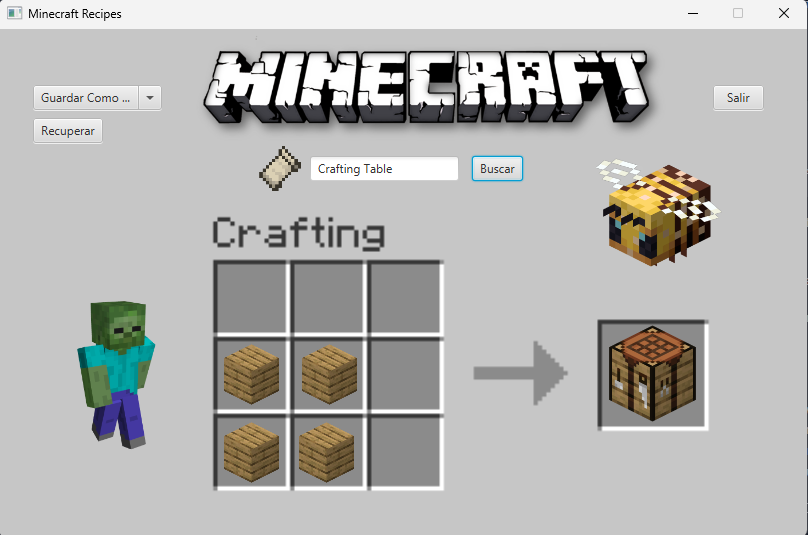 Minecraft Recipes
MINECRAFT
Guardar Como ...
Salir
Recuperar
Crafting Table
Buscar
Crafting